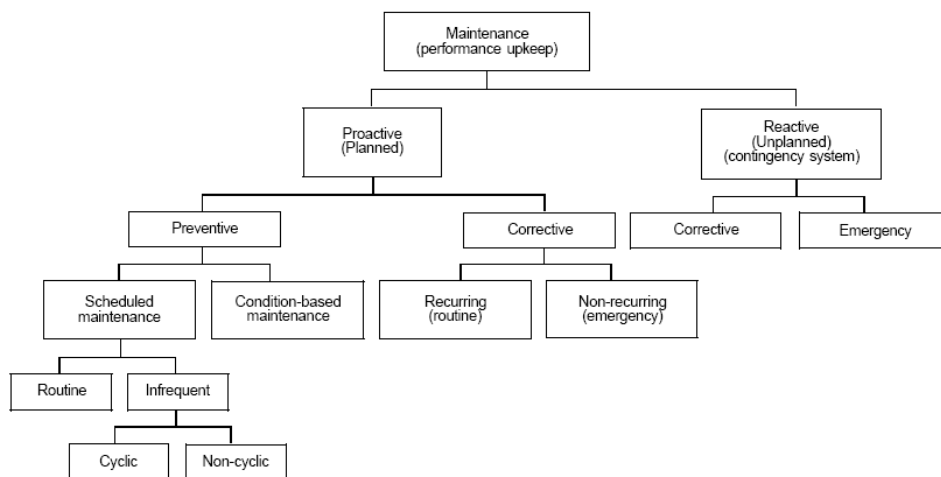 Maintenance
(performance upkeep)
Proactive
(Planned)
Reactive
(Unplanned)
(contingency system)
Preventive
Corrective
Corrective
Emergency
Scheduled
maintenance
Condition-based
maintenance
Recurring
(routine)
Non-recurring
(emergency)
Routine
Infrequent
Cyclic
Non-cyclic